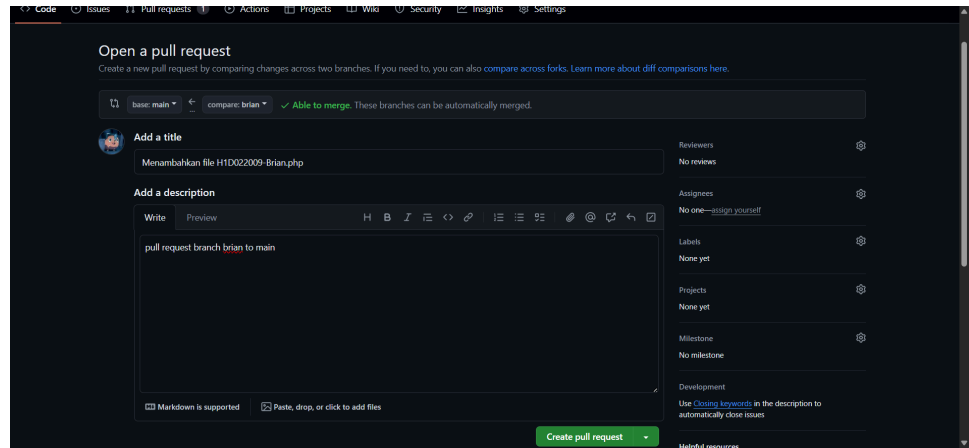 Code Issues Pull requests 1 Actions Projects Wiki Security Insights Settings
Open a pull request
Create a new pull request by comparing changes across two branches. If you need to, you can also compare across forks. Learn more about diff comparisons here.
base: main ← compare: brian ✓ Able to merge. These branches can be automatically merged.
Add a title
Menambahkan file H1D022009-Brian.php
Add a description
Write Preview
pull request branch brian to main
Markdown is supported Paste, drop, or click to add files
Create pull request
Reviewers
No reviews
Assignees
No one—assign yourself
Labels
None yet
Projects
None yet
Milestone
No milestone
Development
Use Closing keywords in the description to
automatically close issues
Helpful resources